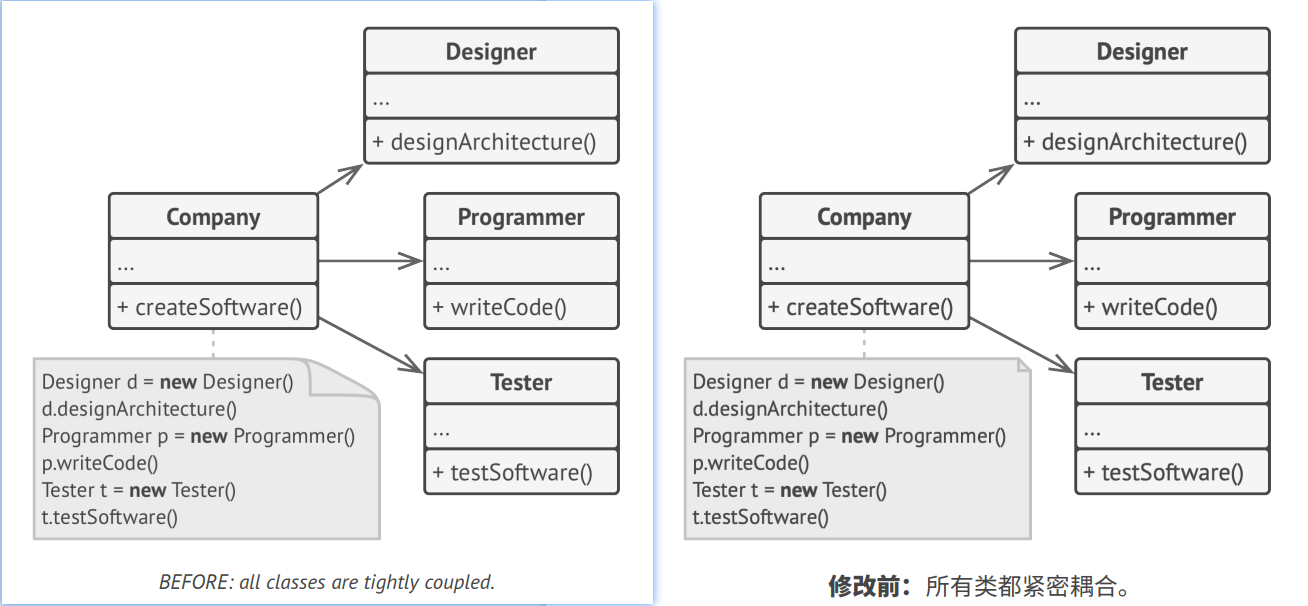 Designer
...
+ designArchitecture()
Company
...
+ createSoftware()
Programmer
...
+ writeCode()
Tester
...
+ testSoftware()
Designer d = new Designer()
d.designArchitecture()
Programmer p = new Programmer()
p.writeCode()
Tester t = new Tester()
t.testSoftware()
BEFORE: all classes are tightly coupled.
Designer
...
+ designArchitecture()
Company
...
+ createSoftware()
Programmer
...
+ writeCode()
Tester
...
+ testSoftware()
Designer d = new Designer()
d.designArchitecture()
Programmer p = new Programmer()
p.writeCode()
Tester t = new Tester()
t.testSoftware()
修改前：所有类都紧密耦合。